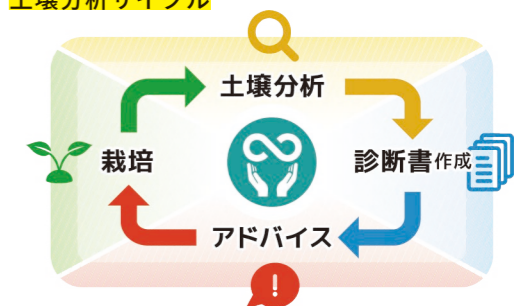 土壌分析サイクル
土壌分析
診断書作成
アドバイス
栽培